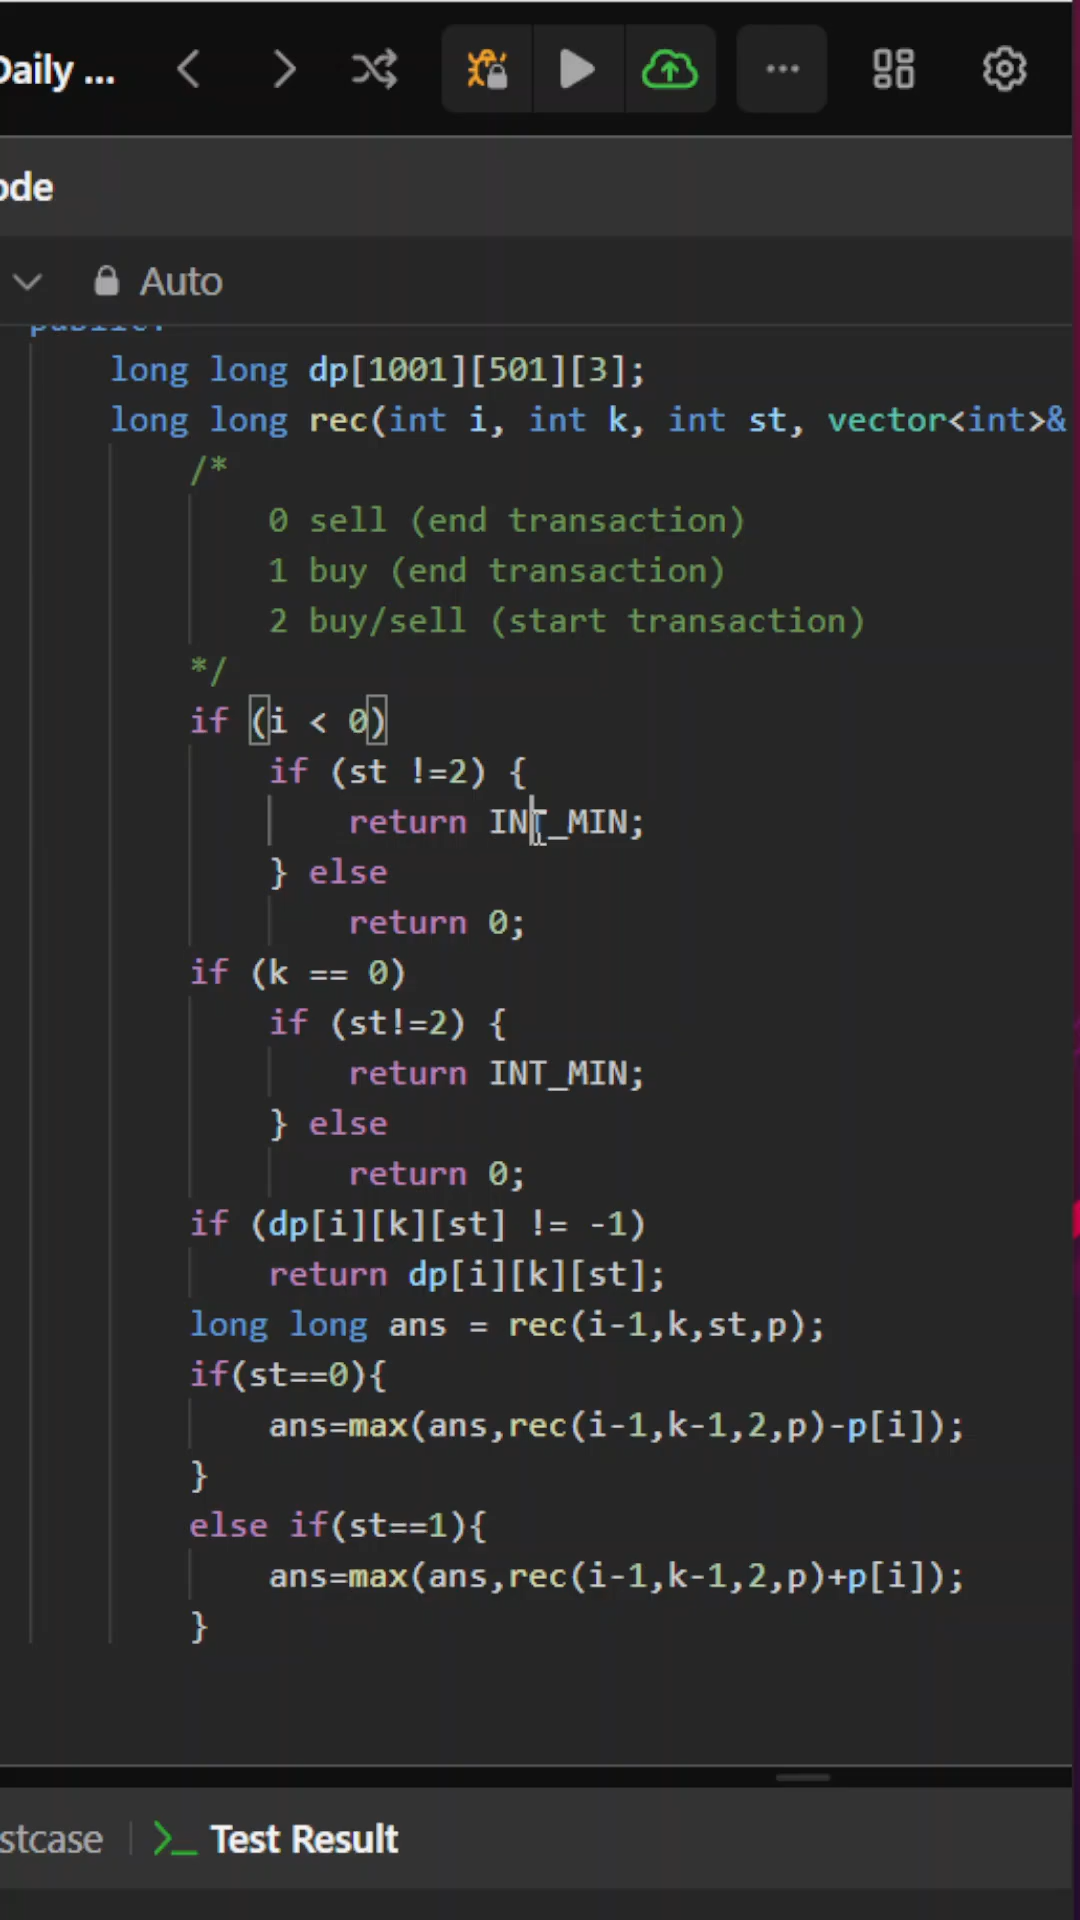 Daily ...
ode
Auto
public:
long long dp[1001][501][3];
long long rec(int i, int k, int st, vector<int>&
/*
0 sell (end transaction)
1 buy (end transaction)
2 buy/sell (start transaction)
*/
if (i < 0)
if (st !=2) {
return INT_MIN;
} else
return 0;
if (k == 0)
if (st!=2) {
return INT_MIN;
} else
return 0;
if (dp[i][k][st] != -1)
return dp[i][k][st];
long long ans = rec(i-1,k,st,p);
if(st==0){
ans=max(ans,rec(i-1,k-1,2,p)-p[i]);
}
else if(st==1){
ans=max(ans,rec(i-1,k-1,2,p)+p[i]);
}
stcase
>_ Test Result